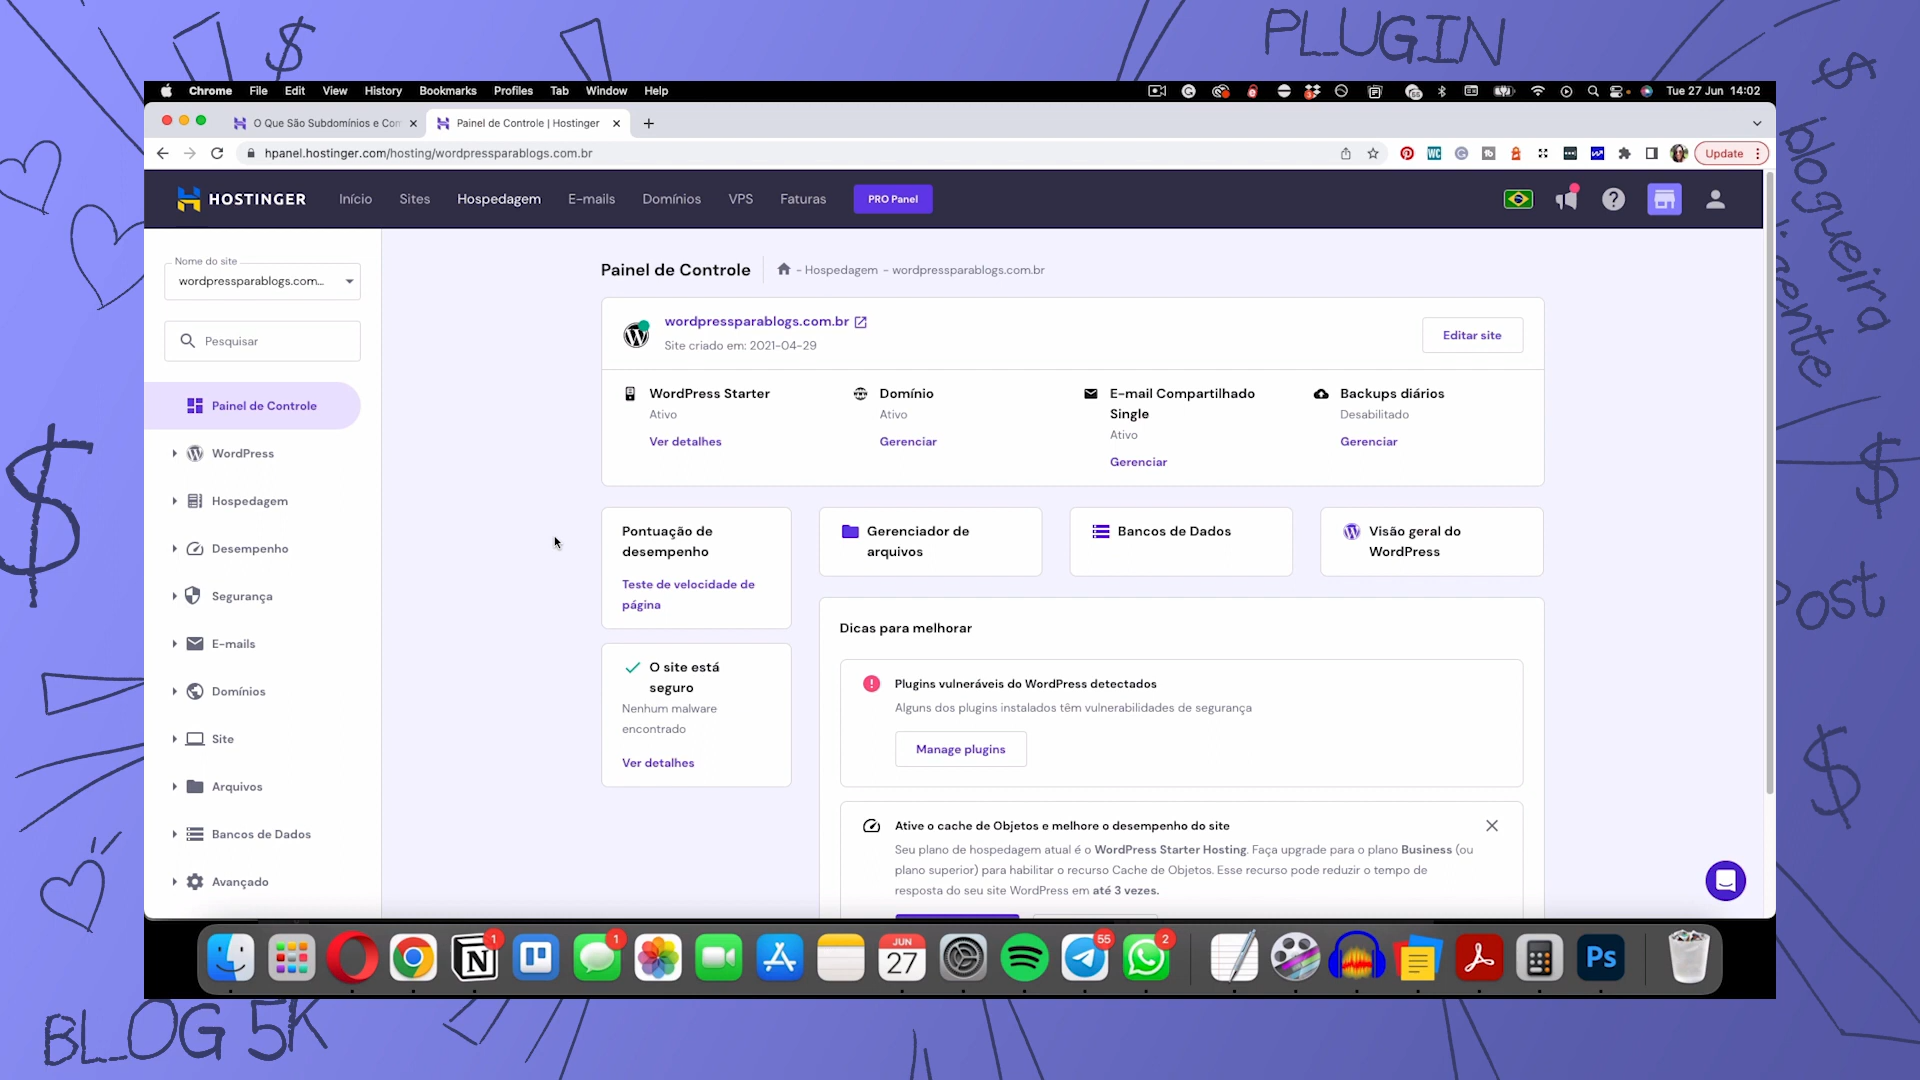 PLUGIN
$
Chrome File Edit View History Bookmarks Profiles Tab Window Help
Tue 27 Jun 14:02
O Que São Subdomínios e Com
Painel de Controle | Hostinger
hpanel.hostinger.com/hosting/wordpressparablogs.com.br
Update
HOSTINGER
Início
Sites
Hospedagem
E-mails
Domínios
VPS
Faturas
PRO Panel
Nome do site
wordpressparablogs.com...
Pesquisar
Painel de Controle
WordPress
Hospedagem
Desempenho
Segurança
E-mails
Domínios
Site
Arquivos
Bancos de Dados
Avançado
Painel de Controle
- Hospedagem - wordpressparablogs.com.br
wordpressparablogs.com.br
Site criado em: 2021-04-29
Editar site
WordPress Starter
Ativo
Ver detalhes
Domínio
Ativo
Gerenciar
E-mail Compartilhado
Single
Ativo
Gerenciar
Backups diários
Desabilitado
Gerenciar
Pontuação de
desempenho
Teste de velocidade de
página
Gerenciador de
arquivos
Bancos de Dados
Visão geral do
WordPress
O site está
seguro
Nenhum malware
encontrado
Ver detalhes
Dicas para melhorar
Plugins vulneráveis do WordPress detectados
Alguns dos plugins instalados têm vulnerabilidades de segurança
Manage plugins
Ative o cache de Objetos e melhore o desempenho do site
Seu plano de hospedagem atual é o WordPress Starter Hosting. Faça upgrade para o plano Business (ou
plano superior) para habilitar o recurso Cache de Objetos. Esse recurso pode reduzir o tempo de
resposta do seu site WordPress em até 3 vezes.
1
1
JUN
27
55
2
Ps
$
blogueira
$
$
Post
$
BLOG 5K